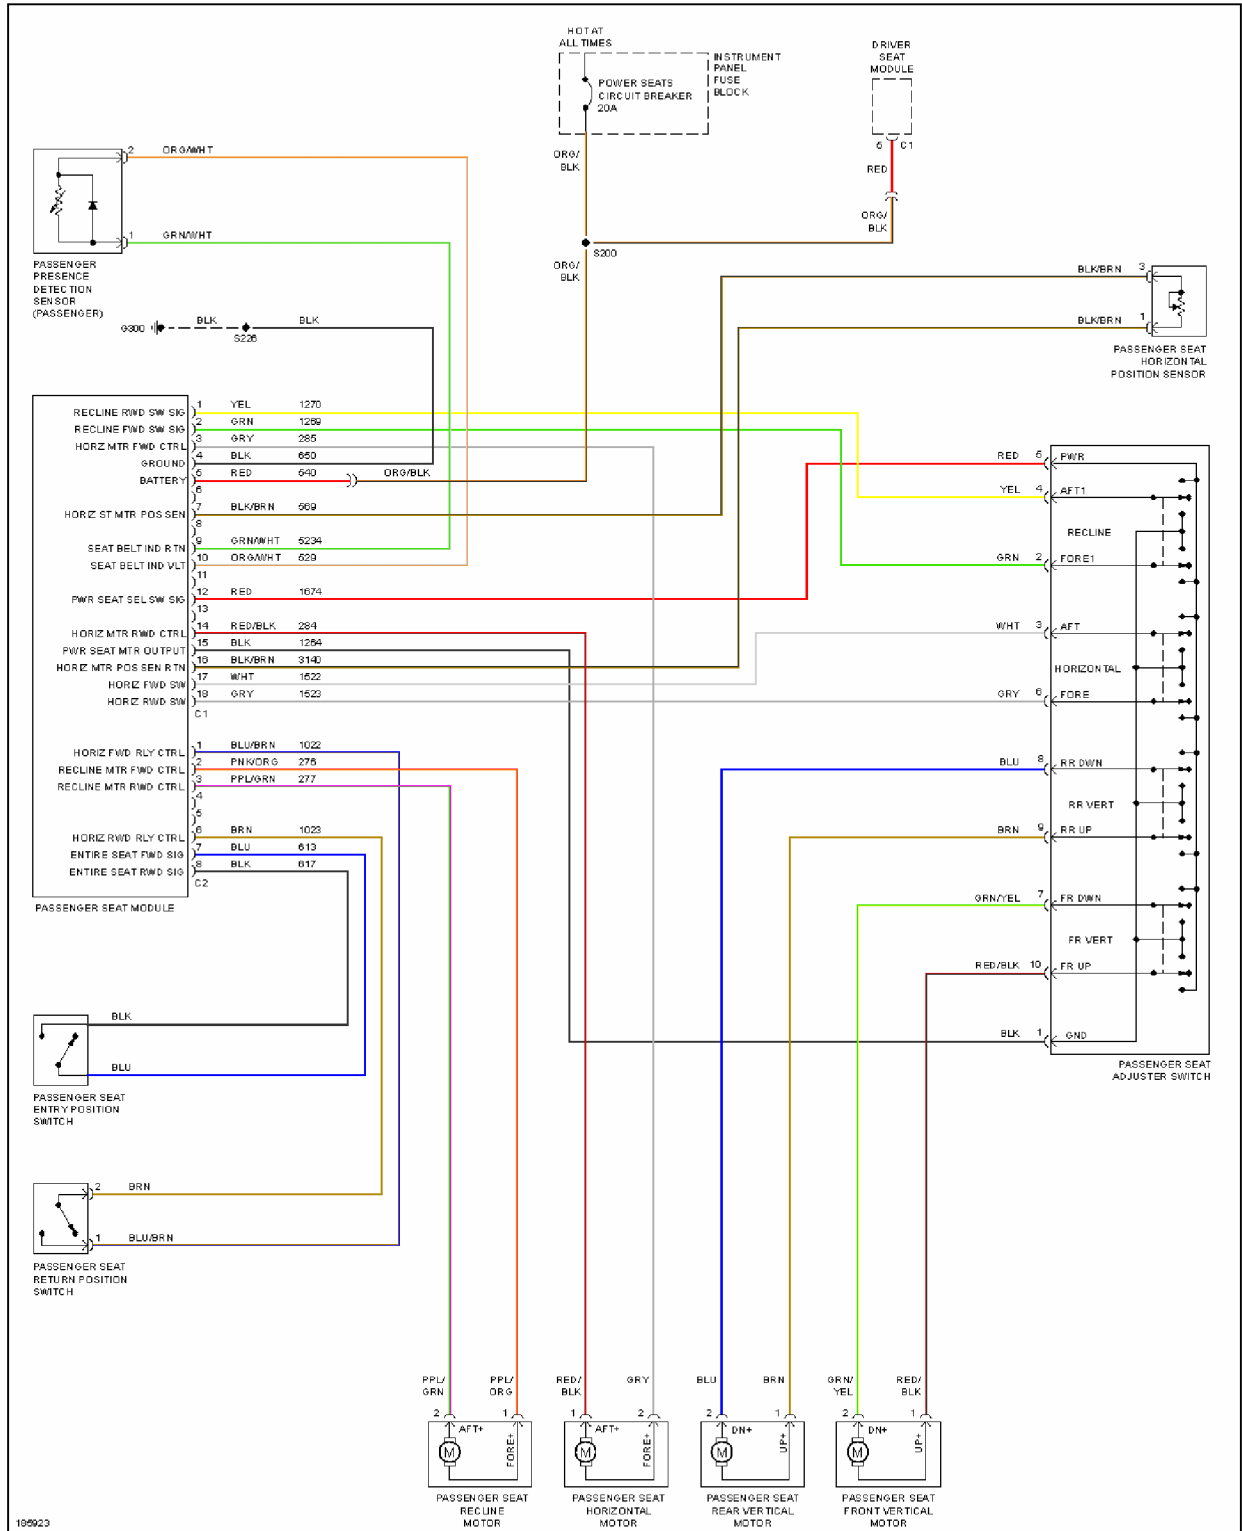 HOT AT
ALL TIMES
INSTRUMENT
PANEL
FUSE
BLOCK
POWER SEATS
CIRCUIT BREAKER
20A
DRIVER
SEAT
MODULE
6 C1
RED
ORG/
BLK
ORG/
BLK
S200
ORG/
BLK
2 ORG/WHT
1 GRN/WHT
PASSENGER
PRESENCE
DETECTION
SENSOR
(PASSENGER)
G300 BLK BLK
S226
BLK/BRN 3
BLK/BRN 1
PASSENGER SEAT
HORIZONTAL
POSITION SENSOR
RECLINE RWD SW SIG 1 YEL 1270
RECLINE FWD SW SIG 2 GRN 1269
HORIZ MTR FWD CTRL 3 GRY 285
GROUND 4 BLK 650
BATTERY 5 RED 540 ORG/BLK
6
HORIZ ST MTR POS SEN 7 BLK/BRN 569
8
SEAT BELT IND RTN 9 GRN/WHT 5234
SEAT BELT IND VLT 10 ORG/WHT 529
11
PWR SEAT SEL SW SIG 12 RED 1674
13
HORIZ MTR RWD CTRL 14 RED/BLK 284
PWR SEAT MTR OUTPUT 15 BLK 1264
HORIZ MTR POS SEN RTN 16 BLK/BRN 3140
HORIZ FWD SW 17 WHT 1522
HORIZ RWD SW 18 GRY 1523
C1
HORIZ FWD RLY CTRL 1 BLU/BRN 1022
RECLINE MTR FWD CTRL 2 PNK/ORG 276
RECLINE MTR RWD CTRL 3 PPL/GRN 277
4
5
HORIZ RWD RLY CTRL 6 BRN 1023
ENTIRE SEAT FWD SIG 7 BLU 613
ENTIRE SEAT RWD SIG 8 BLK 617
C2
PASSENGER SEAT MODULE
RED 5 PWR
YEL 4 AFT1
RECLINE
GRN 2 FORE1
WHT 3 AFT
HORIZONTAL
GRY 6 FORE
BLU 8 RR DWN
RR VERT
BRN 9 RR UP
GRN/YEL 7 FR DWN
FR VERT
RED/BLK 10 FR UP
BLK 1 GND
PASSENGER SEAT
ADJUSTER SWITCH
BLK
BLU
PASSENGER SEAT
ENTRY POSITION
SWITCH
2 BRN
1 BLU/BRN
PASSENGER SEAT
RETURN POSITION
SWITCH
PPL/
GRN
PPL/
ORG
RED/
BLK
GRY
BLU
BRN
GRN/
YEL
RED/
BLK
2 1 1 2 2 1 2 1
AFT+ FORE+
AFT+ FORE+
DN+ UP+
DN+ UP+
M M M M
PASSENGER SEAT
RECLINE
MOTOR
PASSENGER SEAT
HORIZONTAL
MOTOR
PASSENGER SEAT
REAR VERTICAL
MOTOR
PASSENGER SEAT
FRONT VERTICAL
MOTOR
186923